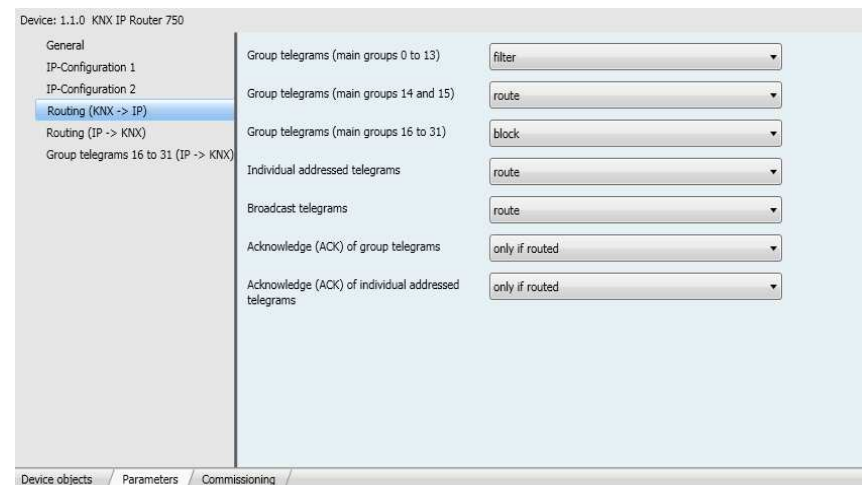 Device: 1.1.0 KNX IP Router 750
General
IP-Configuration 1
IP-Configuration 2
Routing (KNX -> IP)
Routing (IP -> KNX)
Group telegrams 16 to 31 (IP -> KNX)
Group telegrams (main groups 0 to 13)
filter
Group telegrams (main groups 14 and 15)
route
Group telegrams (main groups 16 to 31)
block
Individual addressed telegrams
route
Broadcast telegrams
route
Acknowledge (ACK) of group telegrams
only if routed
Acknowledge (ACK) of individual addressed
telegrams
only if routed
Device objects
Parameters
Commissioning